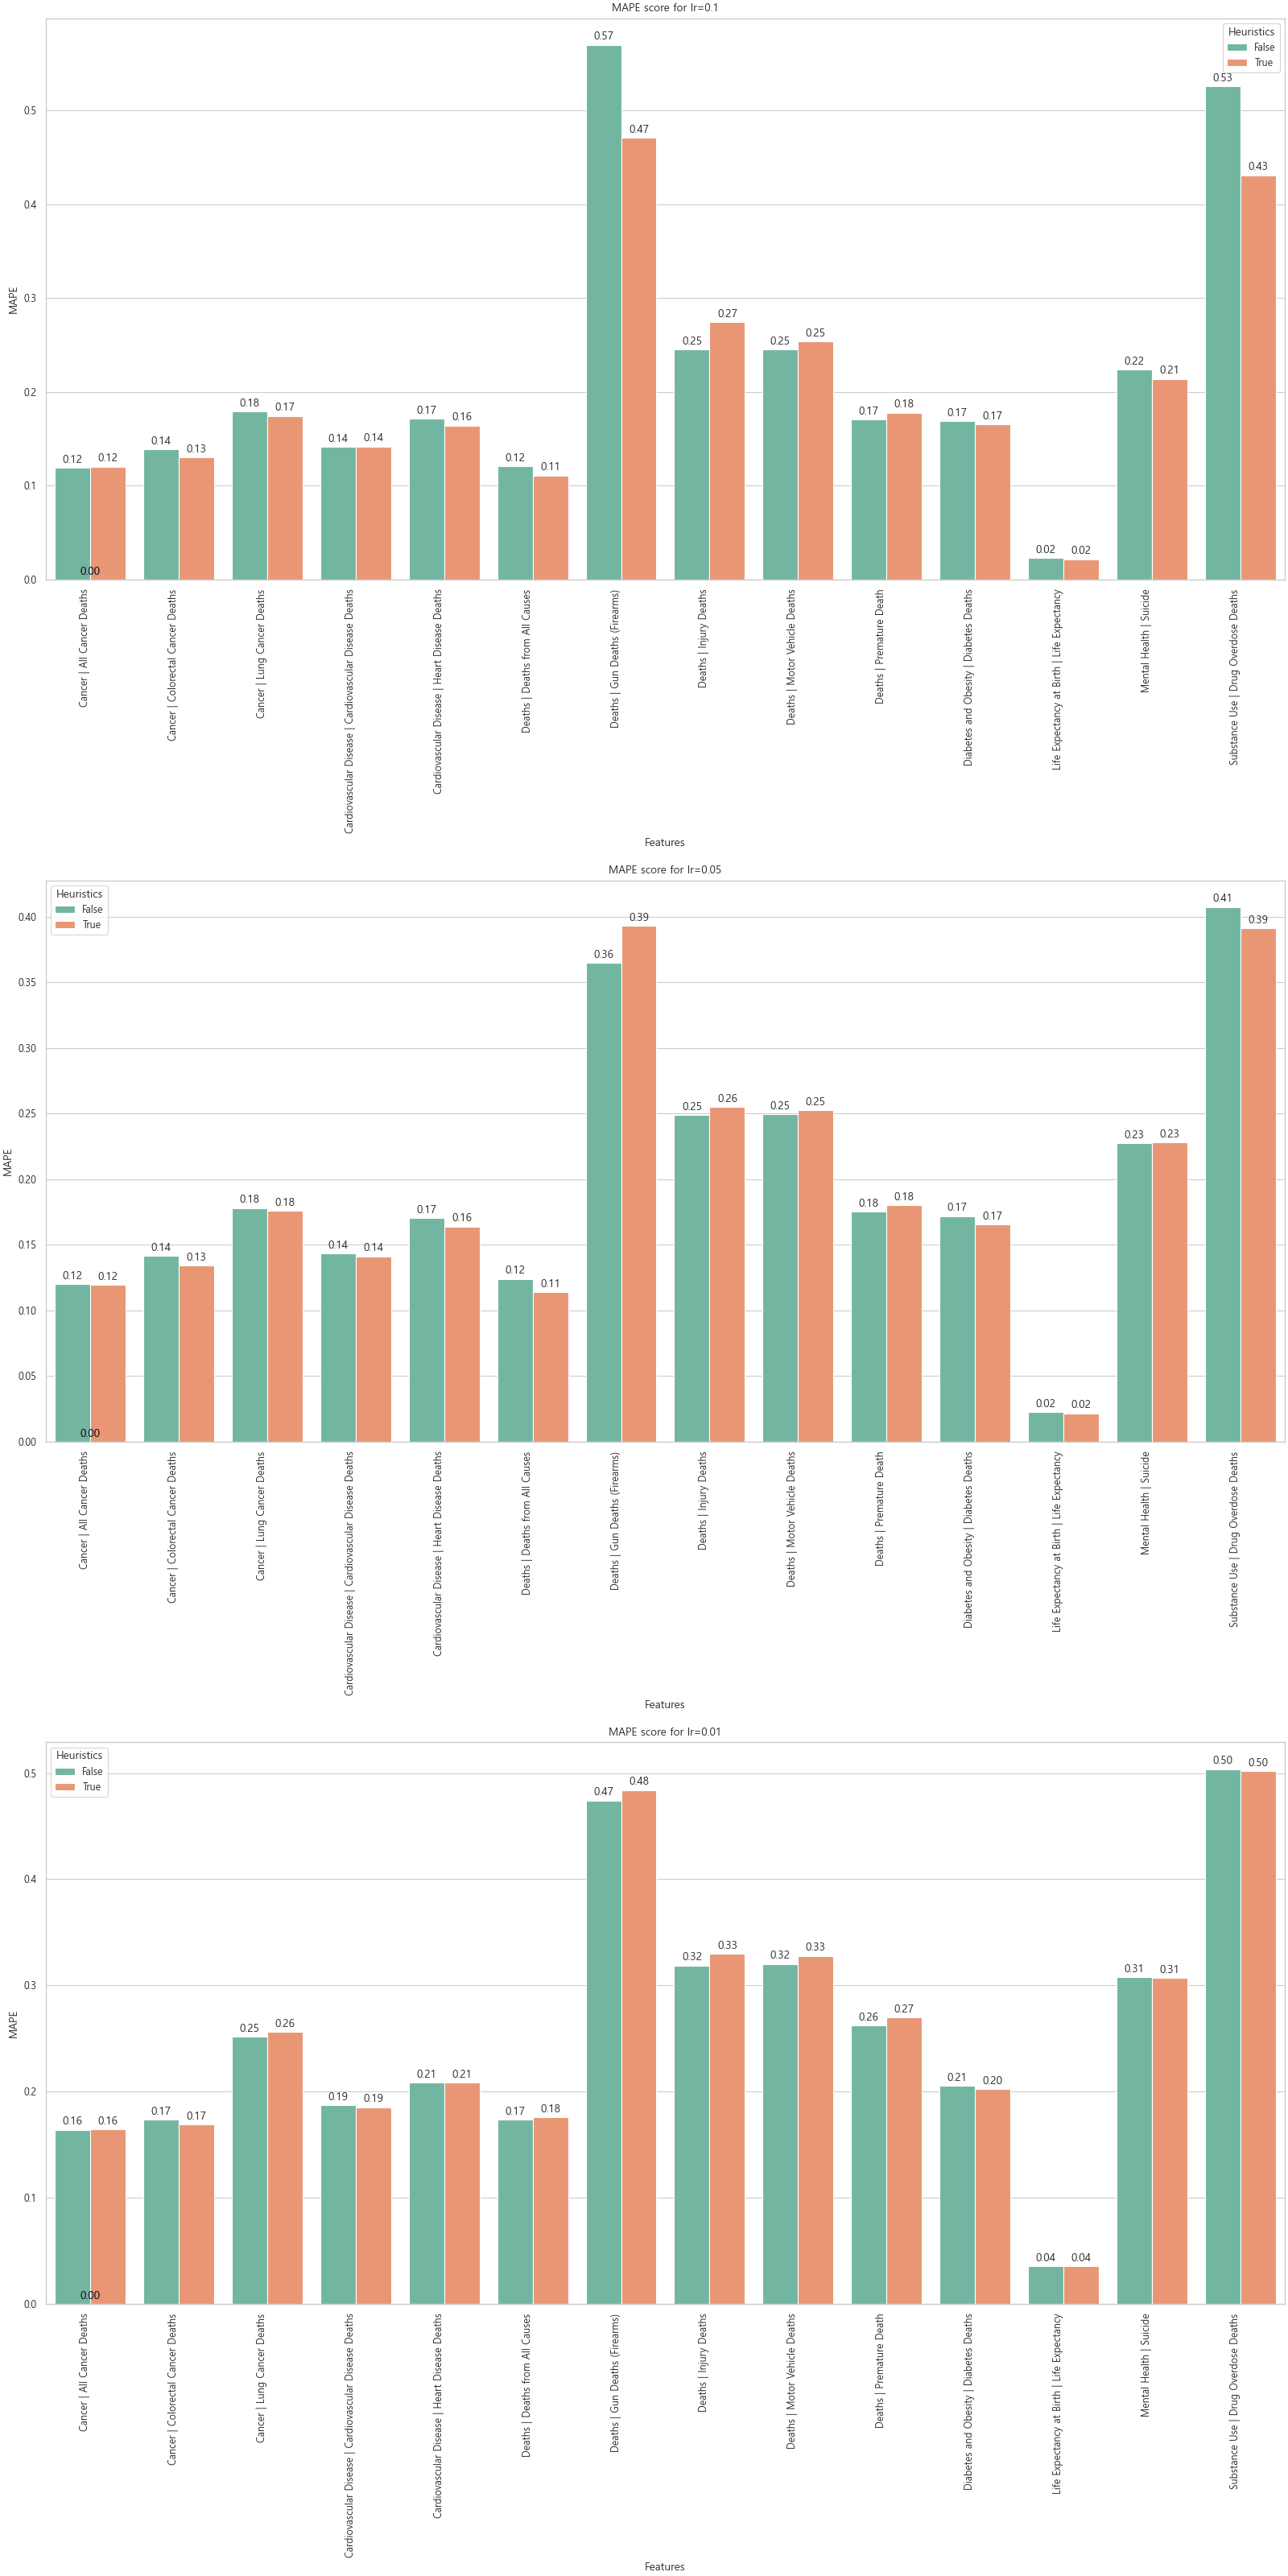 MAPE score for lr=0.1
Heuristics
False
True
MAPE
0.5
0.4
0.3
0.2
0.1
0.0
0.12 0.12
0.00
0.14 0.13
0.18 0.17
0.14 0.14
0.17 0.16
0.12 0.11
0.57 0.47
0.25 0.27
0.25 0.25
0.17 0.18
0.17 0.17
0.02 0.02
0.22 0.21
0.53 0.43
Cancer | All Cancer Deaths
Cancer | Colorectal Cancer Deaths
Cancer | Lung Cancer Deaths
Cardiovascular Disease | Cardiovascular Disease Deaths
Cardiovascular Disease | Heart Disease Deaths
Deaths | Deaths from All Causes
Deaths | Gun Deaths (Firearms)
Deaths | Injury Deaths
Deaths | Motor Vehicle Deaths
Deaths | Premature Death
Diabetes and Obesity | Diabetes Deaths
Life Expectancy at Birth | Life Expectancy
Mental Health | Suicide
Substance Use | Drug Overdose Deaths
Features
MAPE score for lr=0.05
Heuristics
False
True
MAPE
0.40
0.35
0.30
0.25
0.20
0.15
0.10
0.05
0.00
0.12 0.12
0.00
0.14 0.13
0.18 0.18
0.14 0.14
0.17 0.16
0.12 0.11
0.36 0.39
0.25 0.26
0.25 0.25
0.18 0.18
0.17 0.17
0.02 0.02
0.23 0.23
0.41 0.39
Cancer | All Cancer Deaths
Cancer | Colorectal Cancer Deaths
Cancer | Lung Cancer Deaths
Cardiovascular Disease | Cardiovascular Disease Deaths
Cardiovascular Disease | Heart Disease Deaths
Deaths | Deaths from All Causes
Deaths | Gun Deaths (Firearms)
Deaths | Injury Deaths
Deaths | Motor Vehicle Deaths
Deaths | Premature Death
Diabetes and Obesity | Diabetes Deaths
Life Expectancy at Birth | Life Expectancy
Mental Health | Suicide
Substance Use | Drug Overdose Deaths
Features
MAPE score for lr=0.01
Heuristics
False
True
MAPE
0.5
0.4
0.3
0.2
0.1
0.0
0.16 0.16
0.00
0.17 0.17
0.25 0.26
0.19 0.19
0.21 0.21
0.17 0.18
0.47 0.48
0.32 0.33
0.32 0.33
0.26 0.27
0.21 0.20
0.04 0.04
0.31 0.31
0.50 0.50
Cancer | All Cancer Deaths
Cancer | Colorectal Cancer Deaths
Cancer | Lung Cancer Deaths
Cardiovascular Disease | Cardiovascular Disease Deaths
Cardiovascular Disease | Heart Disease Deaths
Deaths | Deaths from All Causes
Deaths | Gun Deaths (Firearms)
Deaths | Injury Deaths
Deaths | Motor Vehicle Deaths
Deaths | Premature Death
Diabetes and Obesity | Diabetes Deaths
Life Expectancy at Birth | Life Expectancy
Mental Health | Suicide
Substance Use | Drug Overdose Deaths
Features